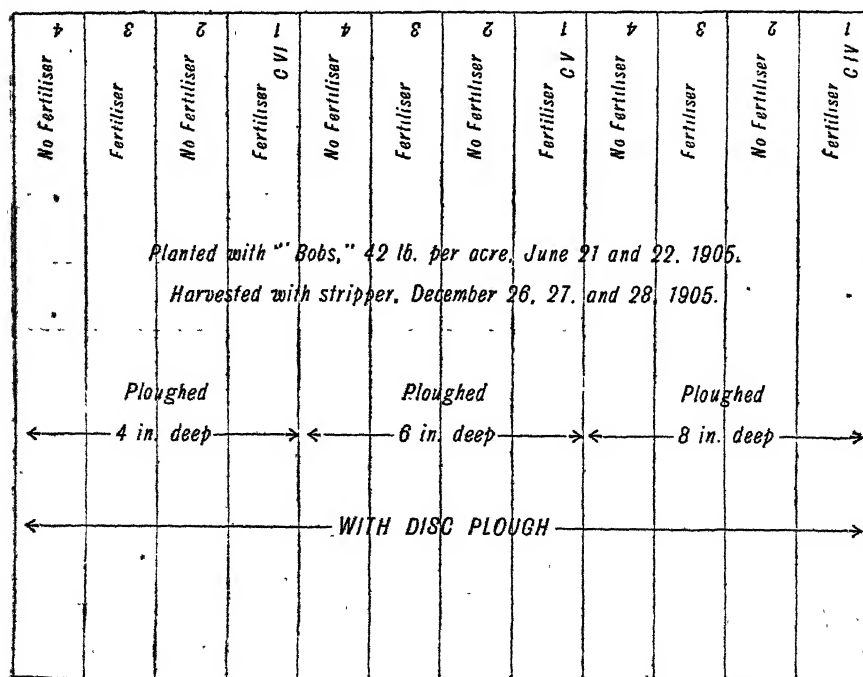 4 3 2 1 4 3 2 1 4 3 2 1
No Fertiliser
Fertiliser
No Fertiliser
Fertiliser C VI
No Fertiliser
Fertiliser
No Fertiliser
Fertiliser C V
No Fertiliser
Fertiliser
No Fertiliser
Fertiliser C IV
Planted with "Bobs," 42 lb. per acre, June 21 and 22, 1905.
Harvested with stripper, December 26, 27, and 28, 1905.
Ploughed Ploughed Ploughed
4 in. deep 6 in. deep 8 in. deep
WITH DISC PLOUGH